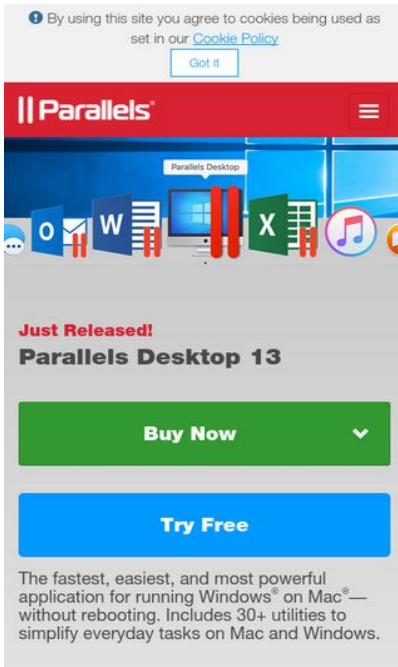 By using this site you agree to cookies being used as
set in our Cookie Policy
Got It
Parallels®
Parallels Desktop
O
W
X
Just Released!
Parallels Desktop 13
Buy Now
Try Free
The fastest, easiest, and most powerful
application for running Windows® on Mac®—
without rebooting. Includes 30+ utilities to
simplify everyday tasks on Mac and Windows.